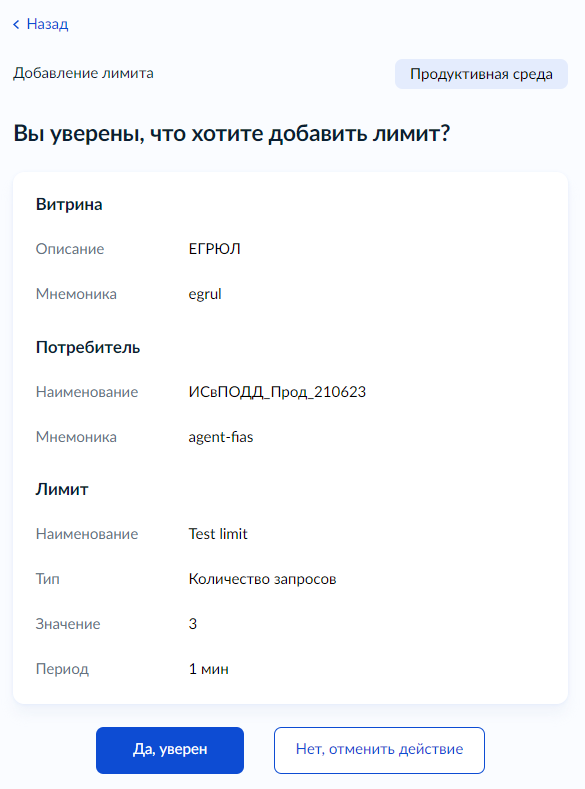 Назад
Добавление лимита
Продуктивная среда
Вы уверены, что хотите добавить лимит?
Витрина
Описание ЕГРЮЛ
Мнемоника egrul
Потребитель
Наименование ИСвПОДД_Прод_210623
Мнемоника agent-fias
Лимит
Наименование Test limit
Тип Количество запросов
Значение 3
Период 1 мин
Да, уверен
Нет, отменить действие